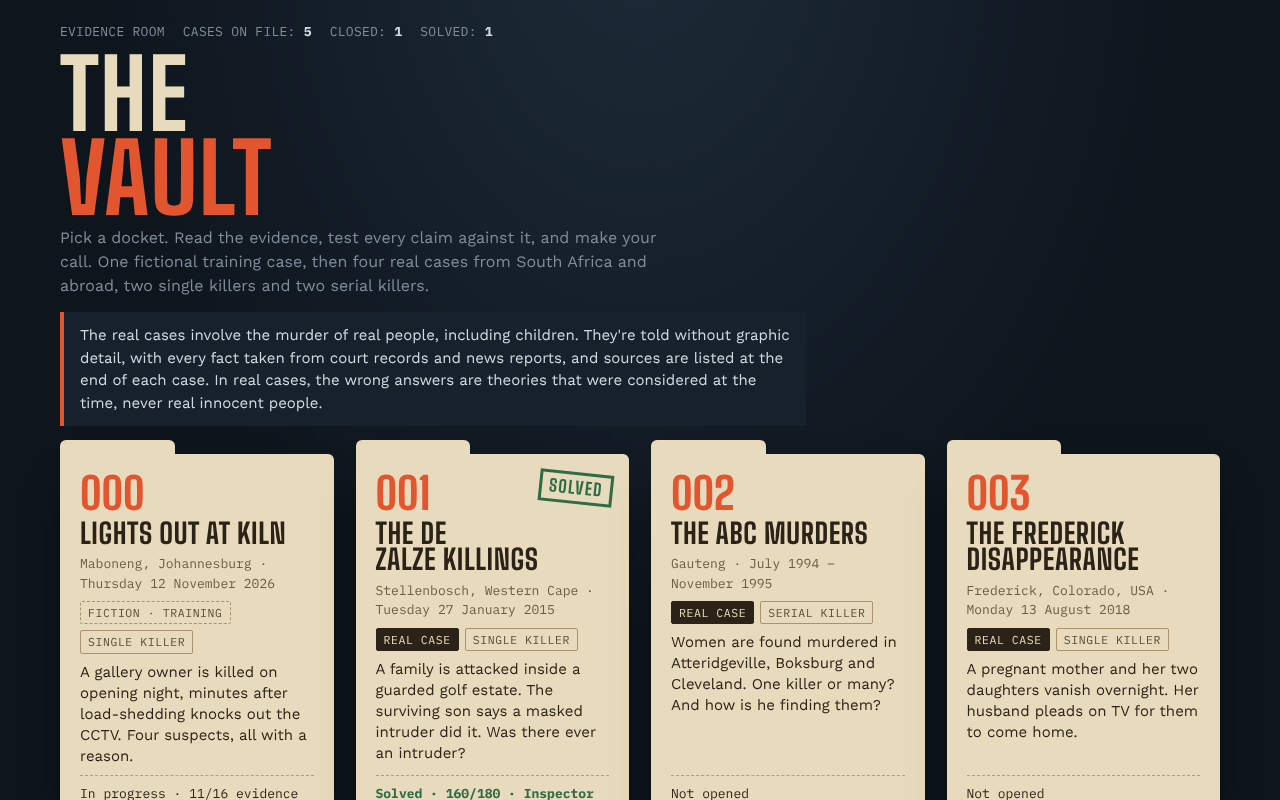 EVIDENCE ROOM CASES ON FILE: 5 CLOSED: 1 SOLVED: 1
THE
VAULT
Pick a docket. Read the evidence, test every claim against it, and make your
call. One fictional training case, then four real cases from South Africa and
abroad, two single killers and two serial killers.
The real cases involve the murder of real people, including children. They're told without graphic
detail, with every fact taken from court records and news reports, and sources are listed at the
end of each case. In real cases, the wrong answers are theories that were considered at the
time, never real innocent people.
000
LIGHTS OUT AT KILN
Maboneng, Johannesburg ·
Thursday 12 November 2026
FICTION · TRAINING
SINGLE KILLER
A gallery owner is killed on
opening night, minutes after
load-shedding knocks out the
CCTV. Four suspects, all with a
reason.
In progress · 11/16 evidence
001
SOLVED
THE DE
ZALZE KILLINGS
Stellenbosch, Western Cape ·
Tuesday 27 January 2015
REAL CASE SINGLE KILLER
A family is attacked inside a
guarded golf estate. The
surviving son says a masked
intruder did it. Was there ever
an intruder?
Solved · 160/180 · Inspector
002
THE ABC MURDERS
Gauteng · July 1994 –
November 1995
REAL CASE SERIAL KILLER
Women are found murdered in
Atteridgeville, Boksburg and
Cleveland. One killer or many?
And how is he finding them?
Not opened
003
THE FREDERICK
DISAPPEARANCE
Frederick, Colorado, USA ·
Monday 13 August 2018
REAL CASE SINGLE KILLER
A pregnant mother and her two
daughters vanish overnight. Her
husband pleads on TV for them
to come home.
Not opened